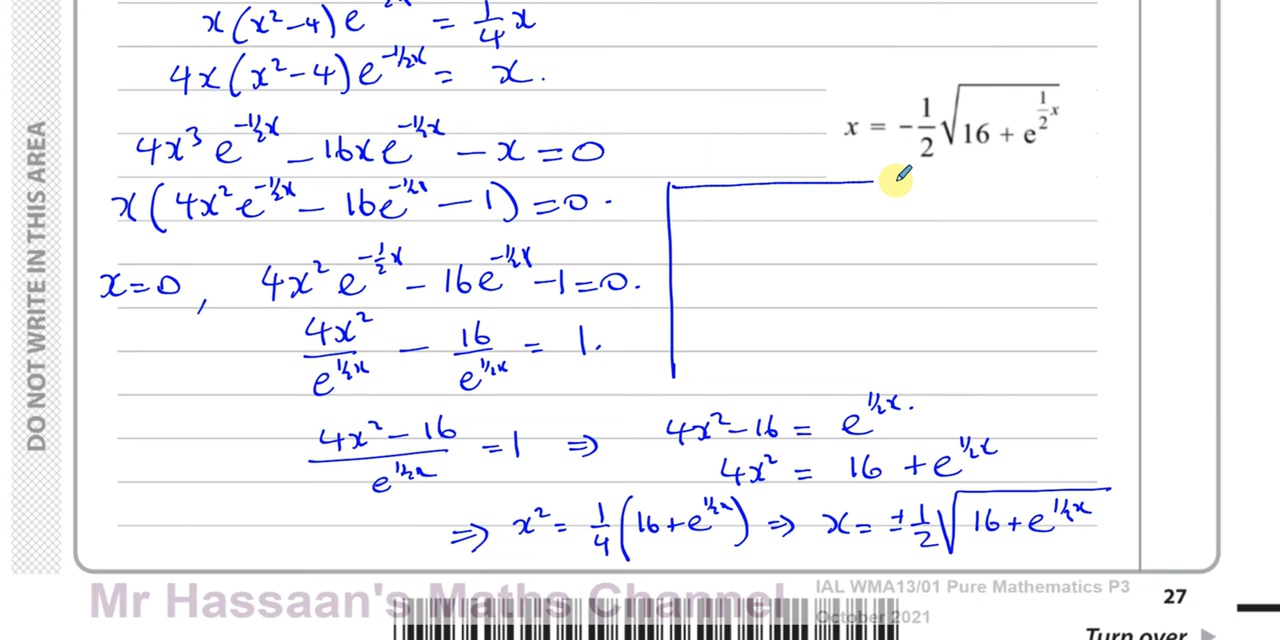 x(x²-4)e = 1/4 x
4x(x²-4)e^(-1/2x) = x.
x = -1/2 √(16 + e^(1/2 x))
4x³e^(-1/2x) - 16xe^(-1/2x) - x = 0
x(4x²e^(-1/2x) - 16e^(-1/2x) - 1) = 0.
x=0, 4x²e^(-1/2x) - 16e^(-1/2x) - 1 = 0.
4x²/e^(1/2x) - 16/e^(1/2x) = 1.
(4x²-16)/e^(1/2x) = 1 ⇒ 4x²-16 = e^(1/2x).
4x² = 16 + e^(1/2x)
⇒ x² = 1/4(16+e^(1/2x)) ⇒ x = ±1/2 √(16+e^(1/2x))
DO NOT WRITE IN THIS AREA
Mr Hassaan's Maths Channel
IAL WMA13/01 Pure Mathematics P3
October 2021
27
Turn over